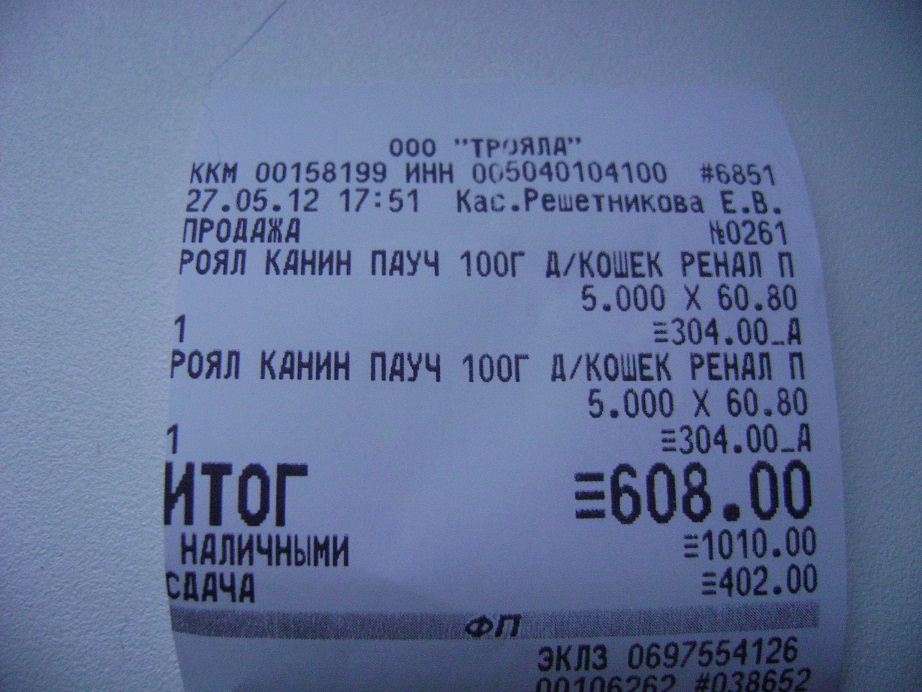 ООО "ТРОЯЛА"
ККМ 00158199 ИНН 005040104100 #6851
27.05.12 17:51 Кас.Решетникова Е.В.
ПРОДАЖА №0261
РОЯЛ КАНИН ПАУЧ 100Г Д/КОШЕК РЕНАЛ П
5.000 X 60.80
1 ≡304.00_А
РОЯЛ КАНИН ПАУЧ 100Г Д/КОШЕК РЕНАЛ П
5.000 X 60.80
1 ≡304.00_А
ИТОГ ≡608.00
НАЛИЧНЫМИ ≡1010.00
СДАЧА ≡402.00
ФП
ЭКЛЗ 0697554126
00106262 #038652